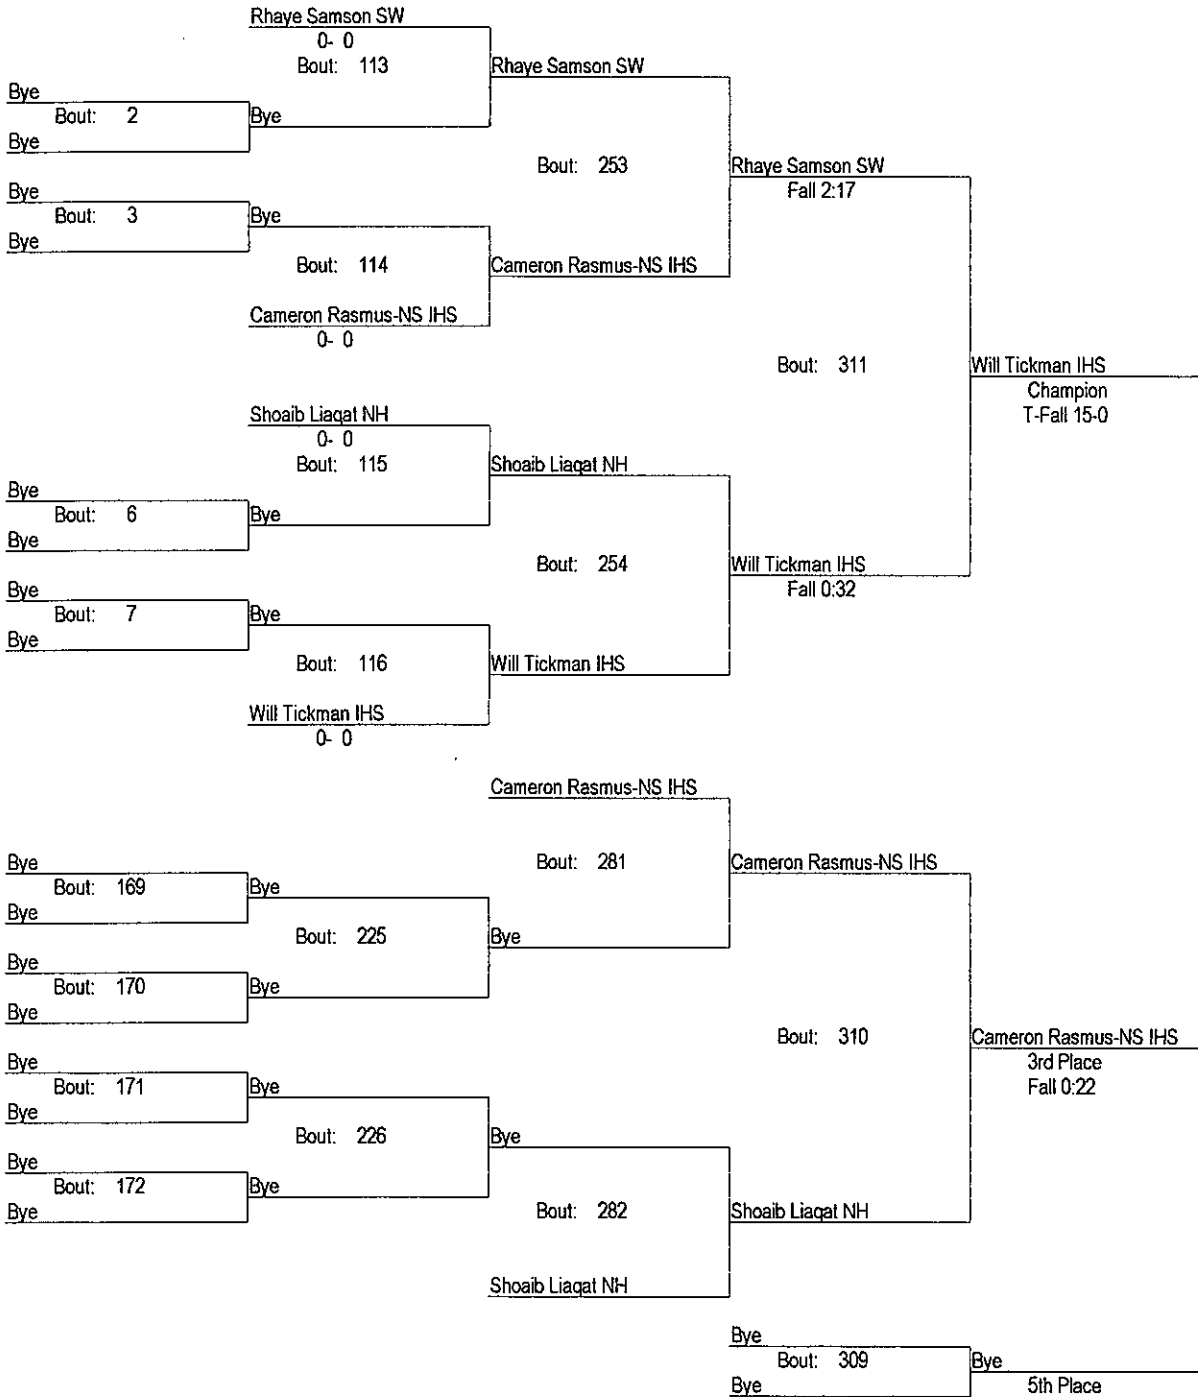 Rhaye Samson SW
0- 0
Bout: 113
Rhaye Samson SW
Bye
Bout: 2
Bye
Bye
Bout: 253
Rhaye Samson SW
Fall 2:17
Bye
Bout: 3
Bye
Bye
Bout: 114
Cameron Rasmus-NS IHS
Cameron Rasmus-NS IHS
0- 0
Bout: 311
Will Tickman IHS
Champion
T-Fall 15-0
Shoaib Liaqat NH
0- 0
Bout: 115
Shoaib Liaqat NH
Bye
Bout: 6
Bye
Bye
Bout: 254
Will Tickman IHS
Fall 0:32
Bye
Bout: 7
Bye
Bye
Bout: 116
Will Tickman IHS
Will Tickman IHS
0- 0
Cameron Rasmus-NS IHS
Bout: 281
Cameron Rasmus-NS IHS
Bye
Bout: 169
Bye
Bye
Bout: 225
Bye
Bye
Bout: 170
Bye
Bye
Bout: 310
Cameron Rasmus-NS IHS
3rd Place
Fall 0:22
Bye
Bout: 171
Bye
Bye
Bout: 226
Bye
Bye
Bout: 172
Bye
Bye
Bout: 282
Shoaib Liaqat NH
Shoaib Liaqat NH
Bye
Bout: 309
Bye
Bye
5th Place